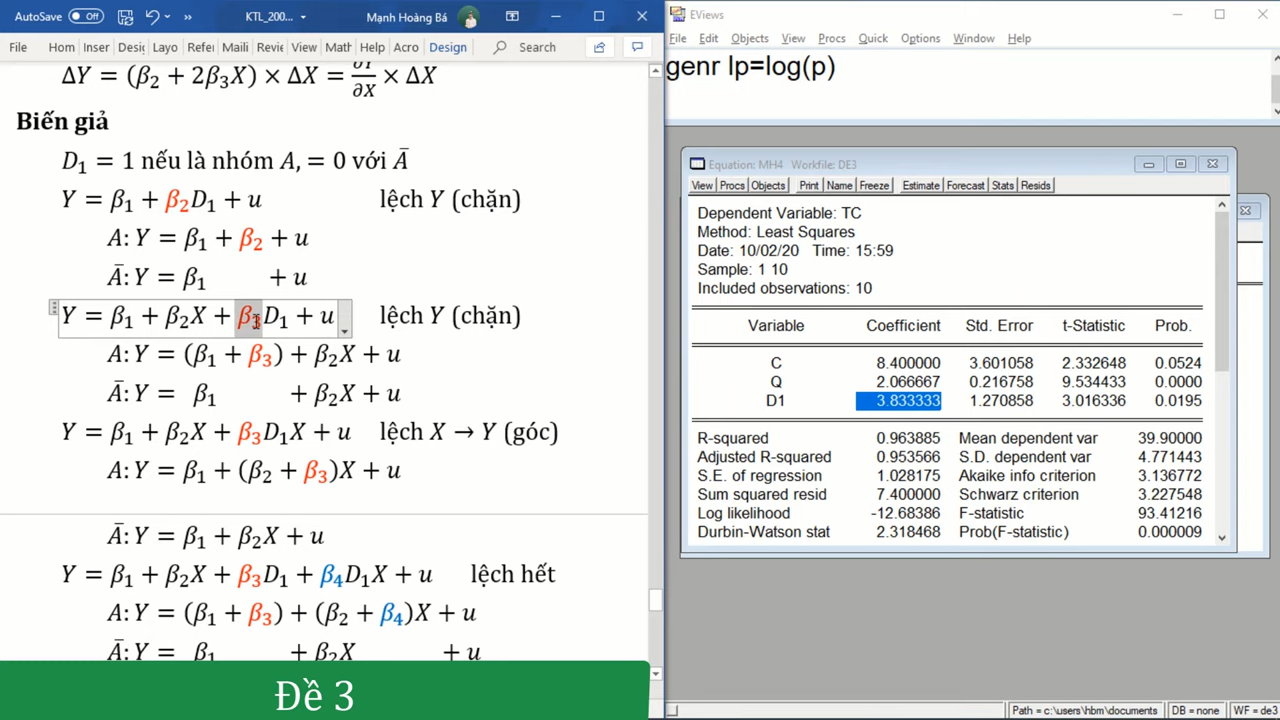 AutoSave Off KTL_200... Mạnh Hoàng Bá
File Hom Inser Desig Layo Refer Maili Revie View Math Help Acro Design Search
ΔY = (β₂ + 2β₃X) × ΔX = ∂Y/∂X × ΔX
Biến giả
D₁ = 1 nếu là nhóm A, = 0 với Ā
Y = β₁ + β₂D₁ + u lệch Y (chặn)
A: Y = β₁ + β₂ + u
Ā: Y = β₁ + u
Y = β₁ + β₂X + β₃D₁ + u lệch Y (chặn)
A: Y = (β₁ + β₃) + β₂X + u
Ā: Y = β₁ + β₂X + u
Y = β₁ + β₂X + β₃D₁X + u lệch X → Y (góc)
A: Y = β₁ + (β₂ + β₃)X + u
Ā: Y = β₁ + β₂X + u
Y = β₁ + β₂X + β₃D₁ + β₄D₁X + u lệch hết
A: Y = (β₁ + β₃) + (β₂ + β₄)X + u
Ā: Y = β₁ + β₂X + u
Đề 3
EViews
File Edit Objects View Procs Quick Options Window Help
genr lp=log(p)
Equation: MH4 Workfile: DE3
View Procs Objects Print Name Freeze Estimate Forecast Stats Resids
Dependent Variable: TC
Method: Least Squares
Date: 10/02/20 Time: 15:59
Sample: 1 10
Included observations: 10
Variable Coefficient Std. Error t-Statistic Prob.
C 8.400000 3.601058 2.332648 0.0524
Q 2.066667 0.216758 9.534433 0.0000
D1 3.833333 1.270858 3.016336 0.0195
R-squared 0.963885 Mean dependent var 39.90000
Adjusted R-squared 0.953566 S.D. dependent var 4.771443
S.E. of regression 1.028175 Akaike info criterion 3.136772
Sum squared resid 7.400000 Schwarz criterion 3.227548
Log likelihood -12.68386 F-statistic 93.41216
Durbin-Watson stat 2.318468 Prob(F-statistic) 0.000009
Path = c:\users\hbm\documents DB = none WF = de3